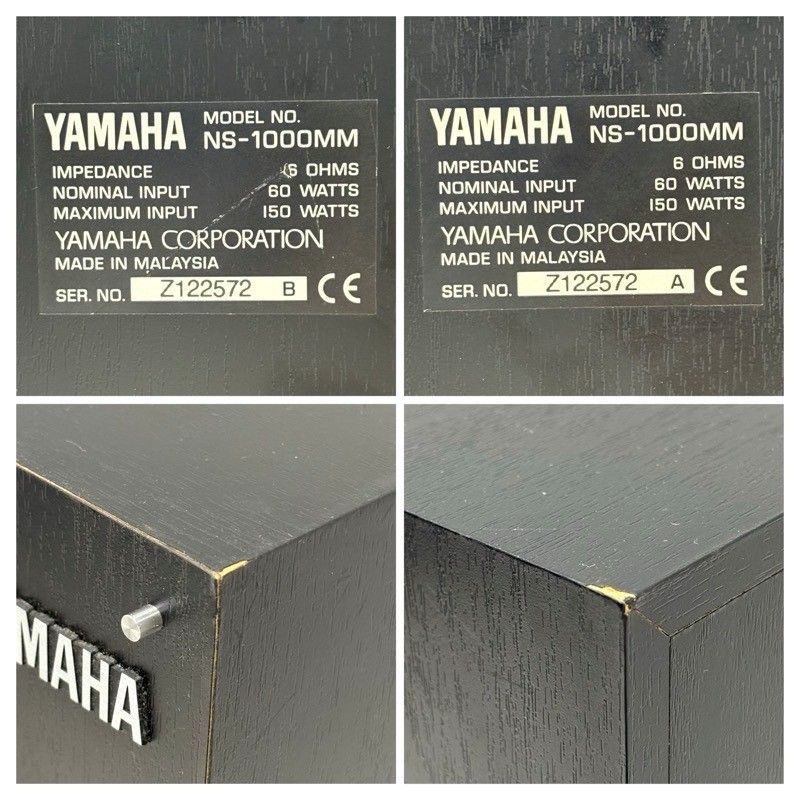 YAMAHA MODEL NO.
NS-1000MM
IMPEDANCE 6 OHMS
NOMINAL INPUT 60 WATTS
MAXIMUM INPUT 150 WATTS
YAMAHA CORPORATION
MADE IN MALAYSIA
SER. NO. Z122572 B CE
YAMAHA MODEL NO.
NS-1000MM
IMPEDANCE 6 OHMS
NOMINAL INPUT 60 WATTS
MAXIMUM INPUT 150 WATTS
YAMAHA CORPORATION
MADE IN MALAYSIA
SER. NO. Z122572 A CE
MAHA